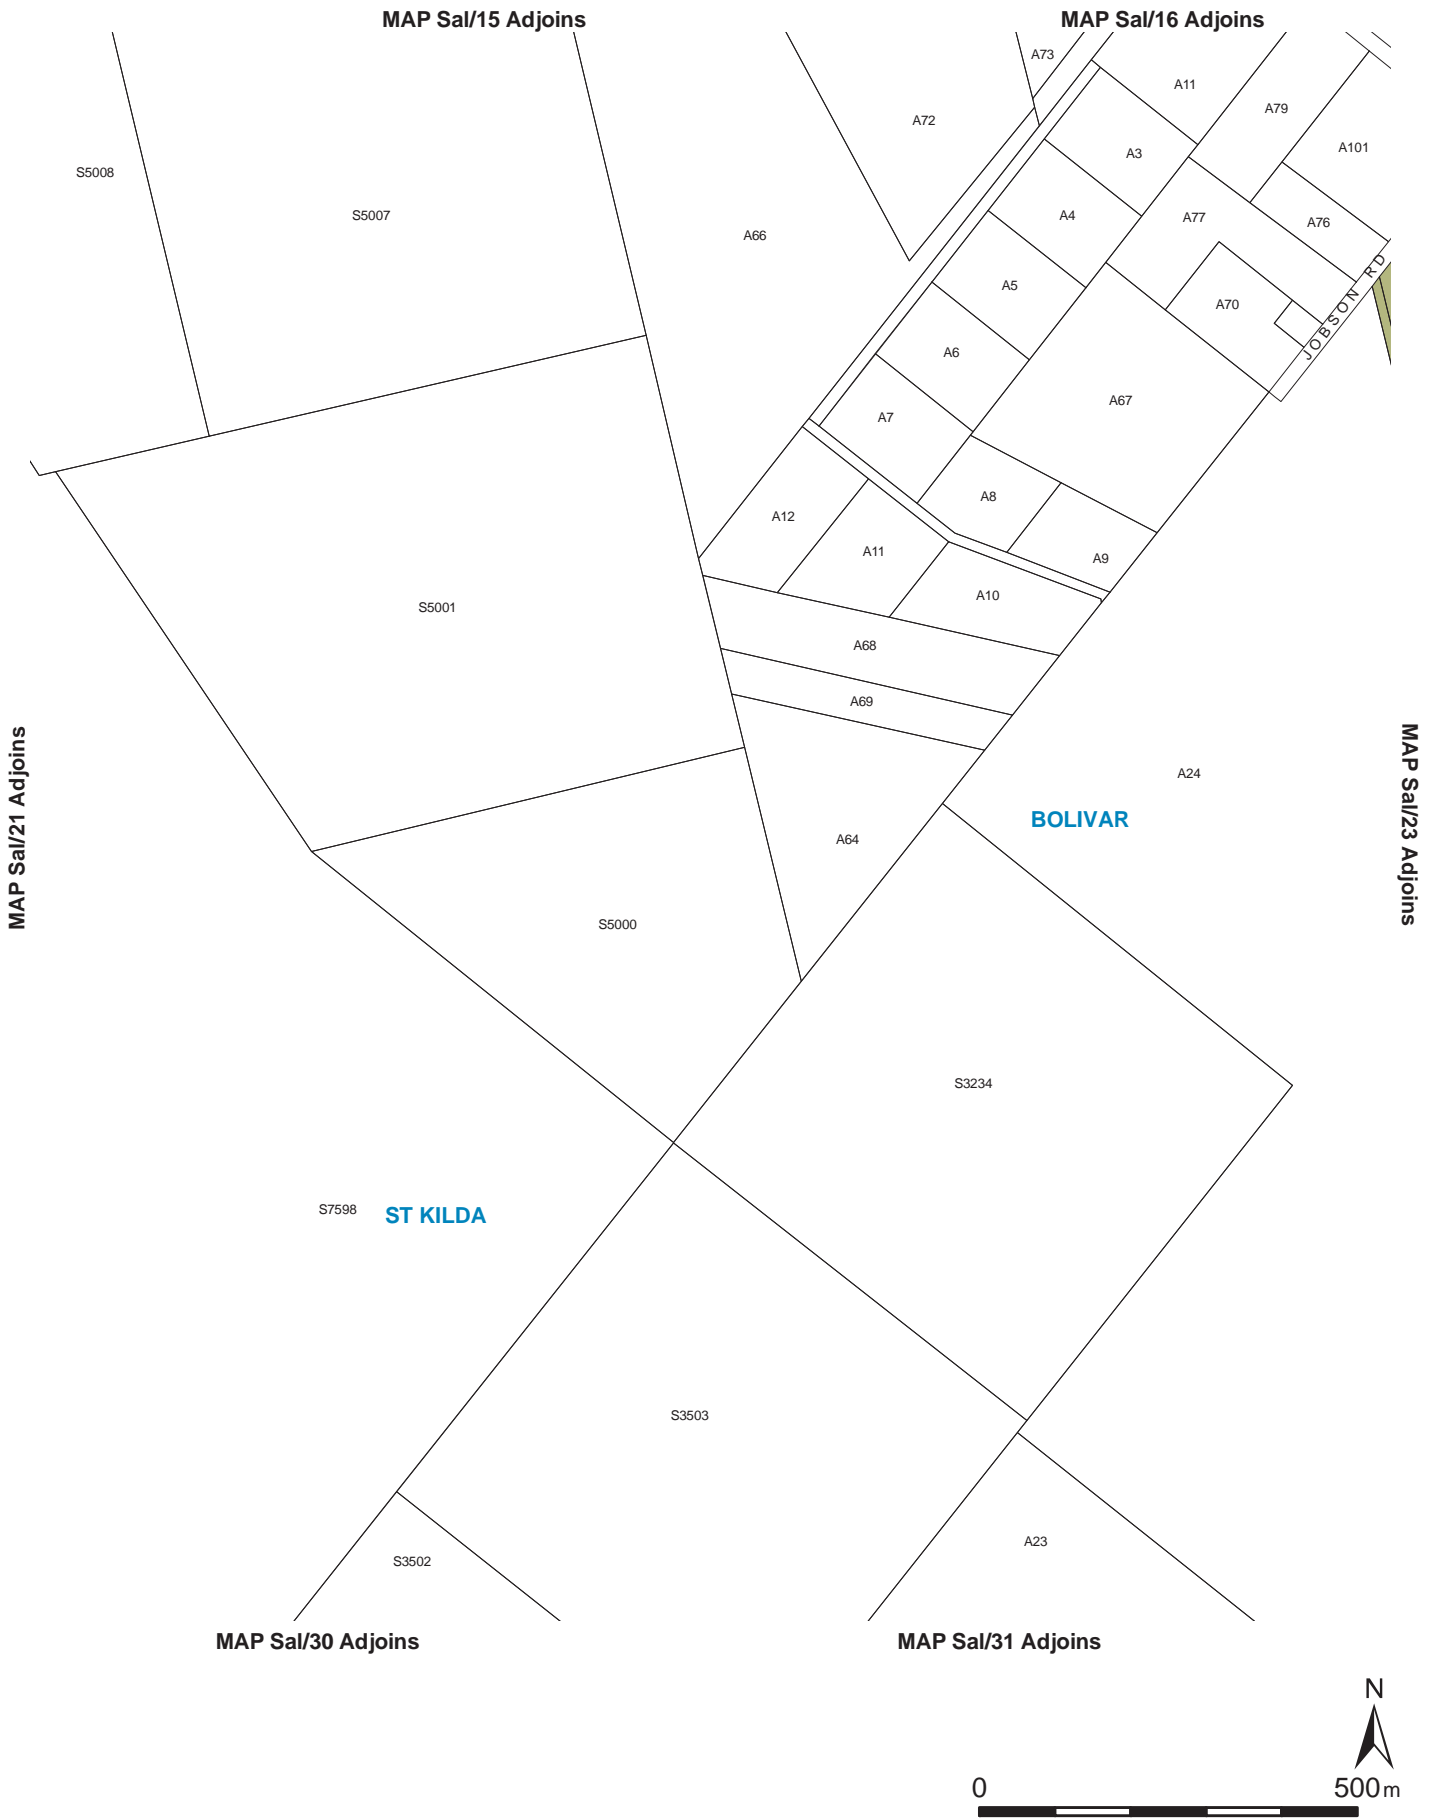 MAP Sal/15 Adjoins
MAP Sal/16 Adjoins
A73
A11
A79
A72
A101
A3
S5008
S5007
A4
A77
A76
A66
JOBSON RD
A5
A70
A6
A67
A7
A8
A12
A11
A9
A10
S5001
A68
A69
MAP Sal/21 Adjoins
MAP Sal/23 Adjoins
A24
BOLIVAR
A64
S5000
S3234
S7598
ST KILDA
S3503
A23
S3502
MAP Sal/30 Adjoins
MAP Sal/31 Adjoins
N
0
500m